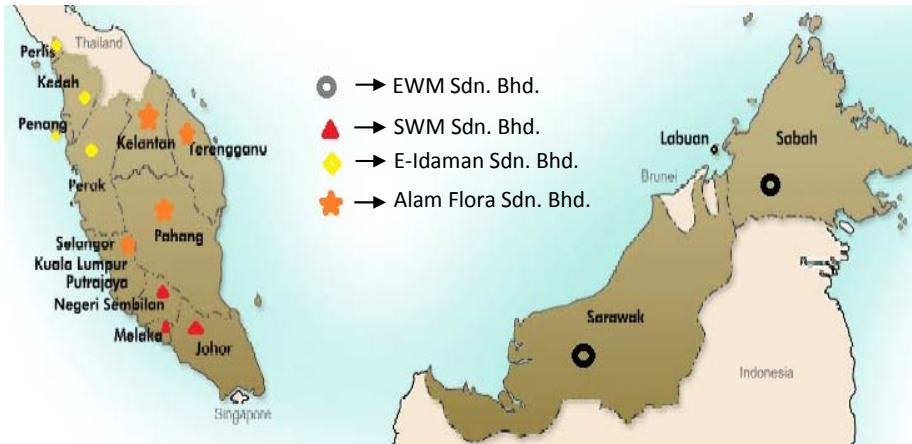 Thailand
Perlis
Kedah
Penang
Kelantan
Terengganu
Perak
Pahang
Selangor
Kuala Lumpur
Putrajaya
Negeri Sembilan
Melaka
Johor
Singapore
EWM Sdn. Bhd.
SWM Sdn. Bhd.
E-Idaman Sdn. Bhd.
Alam Flora Sdn. Bhd.
Labuan
Sabah
Brunei
Sarawak
Indonesia